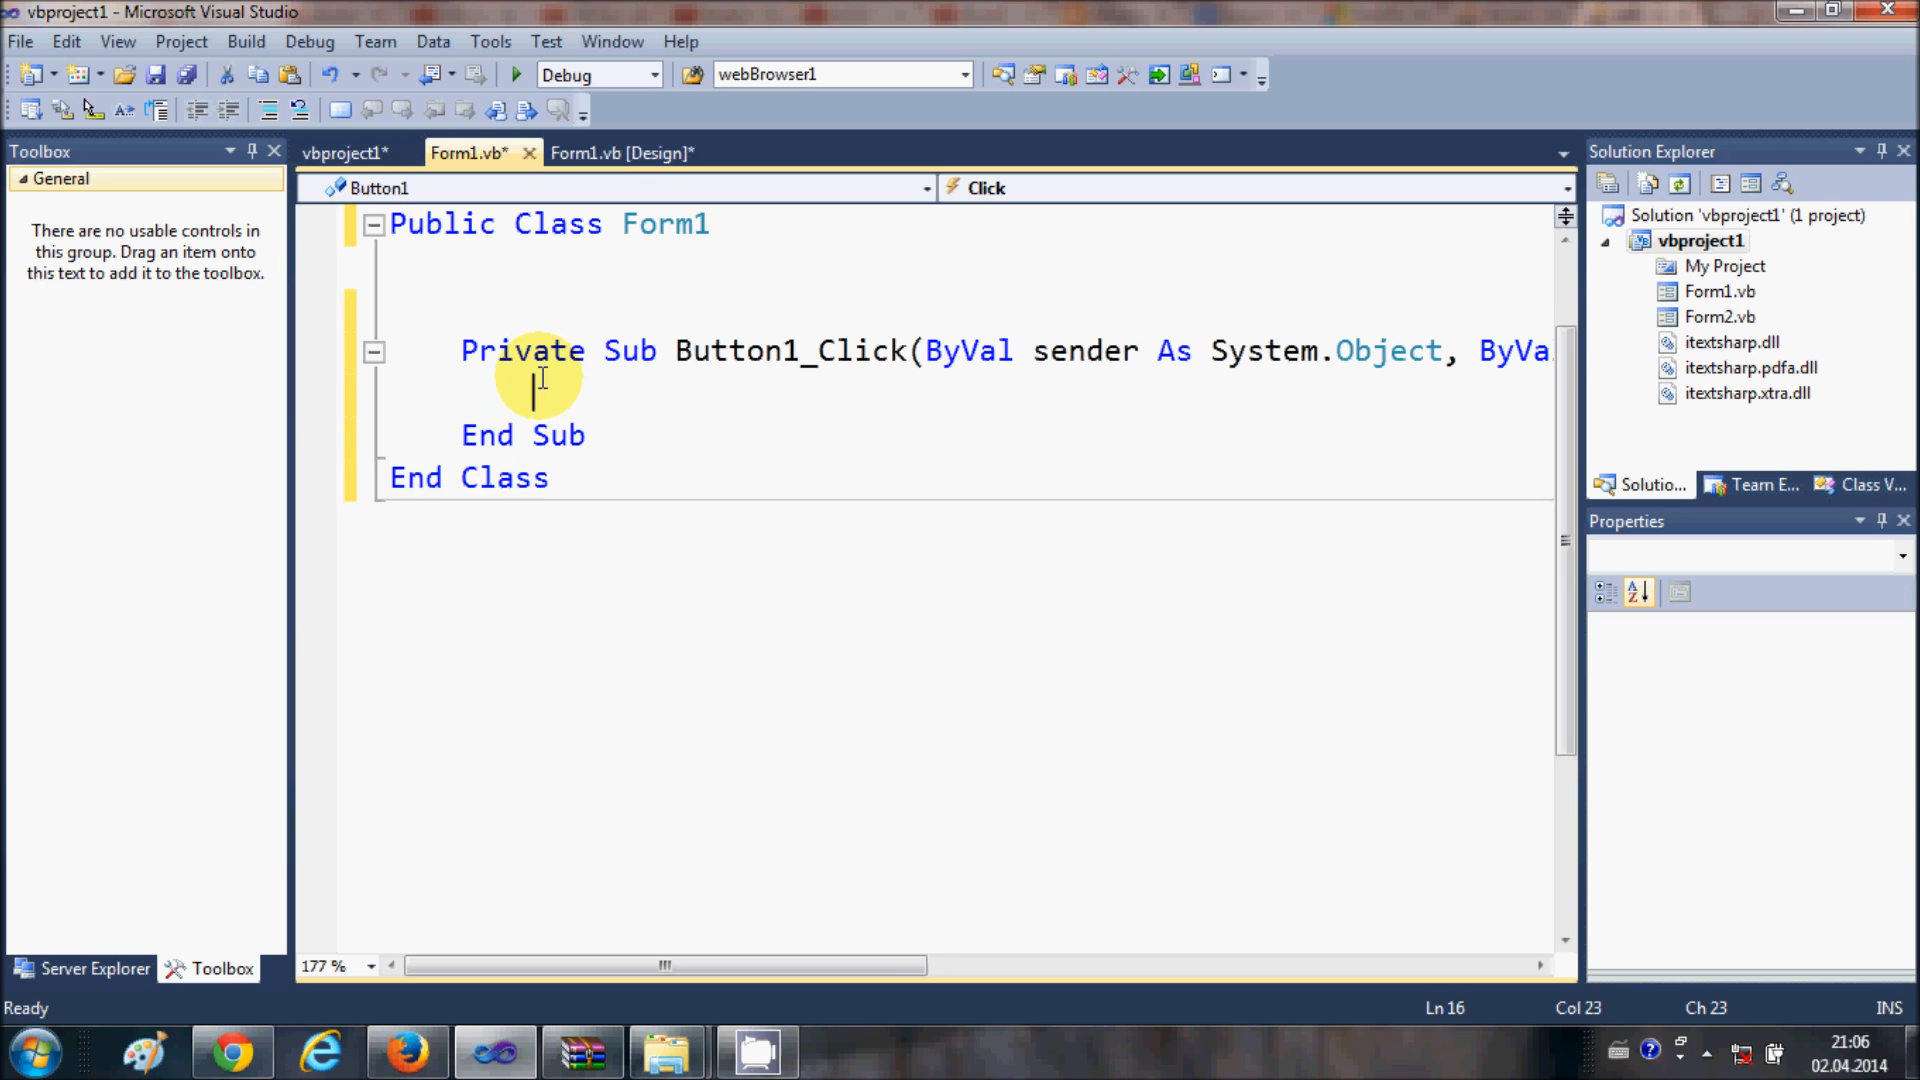 vbproject1 - Microsoft Visual Studio
File Edit View Project Build Debug Team Data Tools Test Window Help
Debug webBrowser1
Toolbox
General
There are no usable controls in
this group. Drag an item onto
this text to add it to the toolbox.
Server Explorer Toolbox
vbproject1* Form1.vb* Form1.vb [Design]*
Button1 Click
Public Class Form1
Private Sub Button1_Click(ByVal sender As System.Object, ByVa
End Sub
End Class
177 %
Solution Explorer
Solution 'vbproject1' (1 project)
vbproject1
My Project
Form1.vb
Form2.vb
itextsharp.dll
itextsharp.pdfa.dll
itextsharp.xtra.dll
Solutio... Team E... Class V...
Properties
Ready Ln 16 Col 23 Ch 23 INS
21:06
02.04.2014